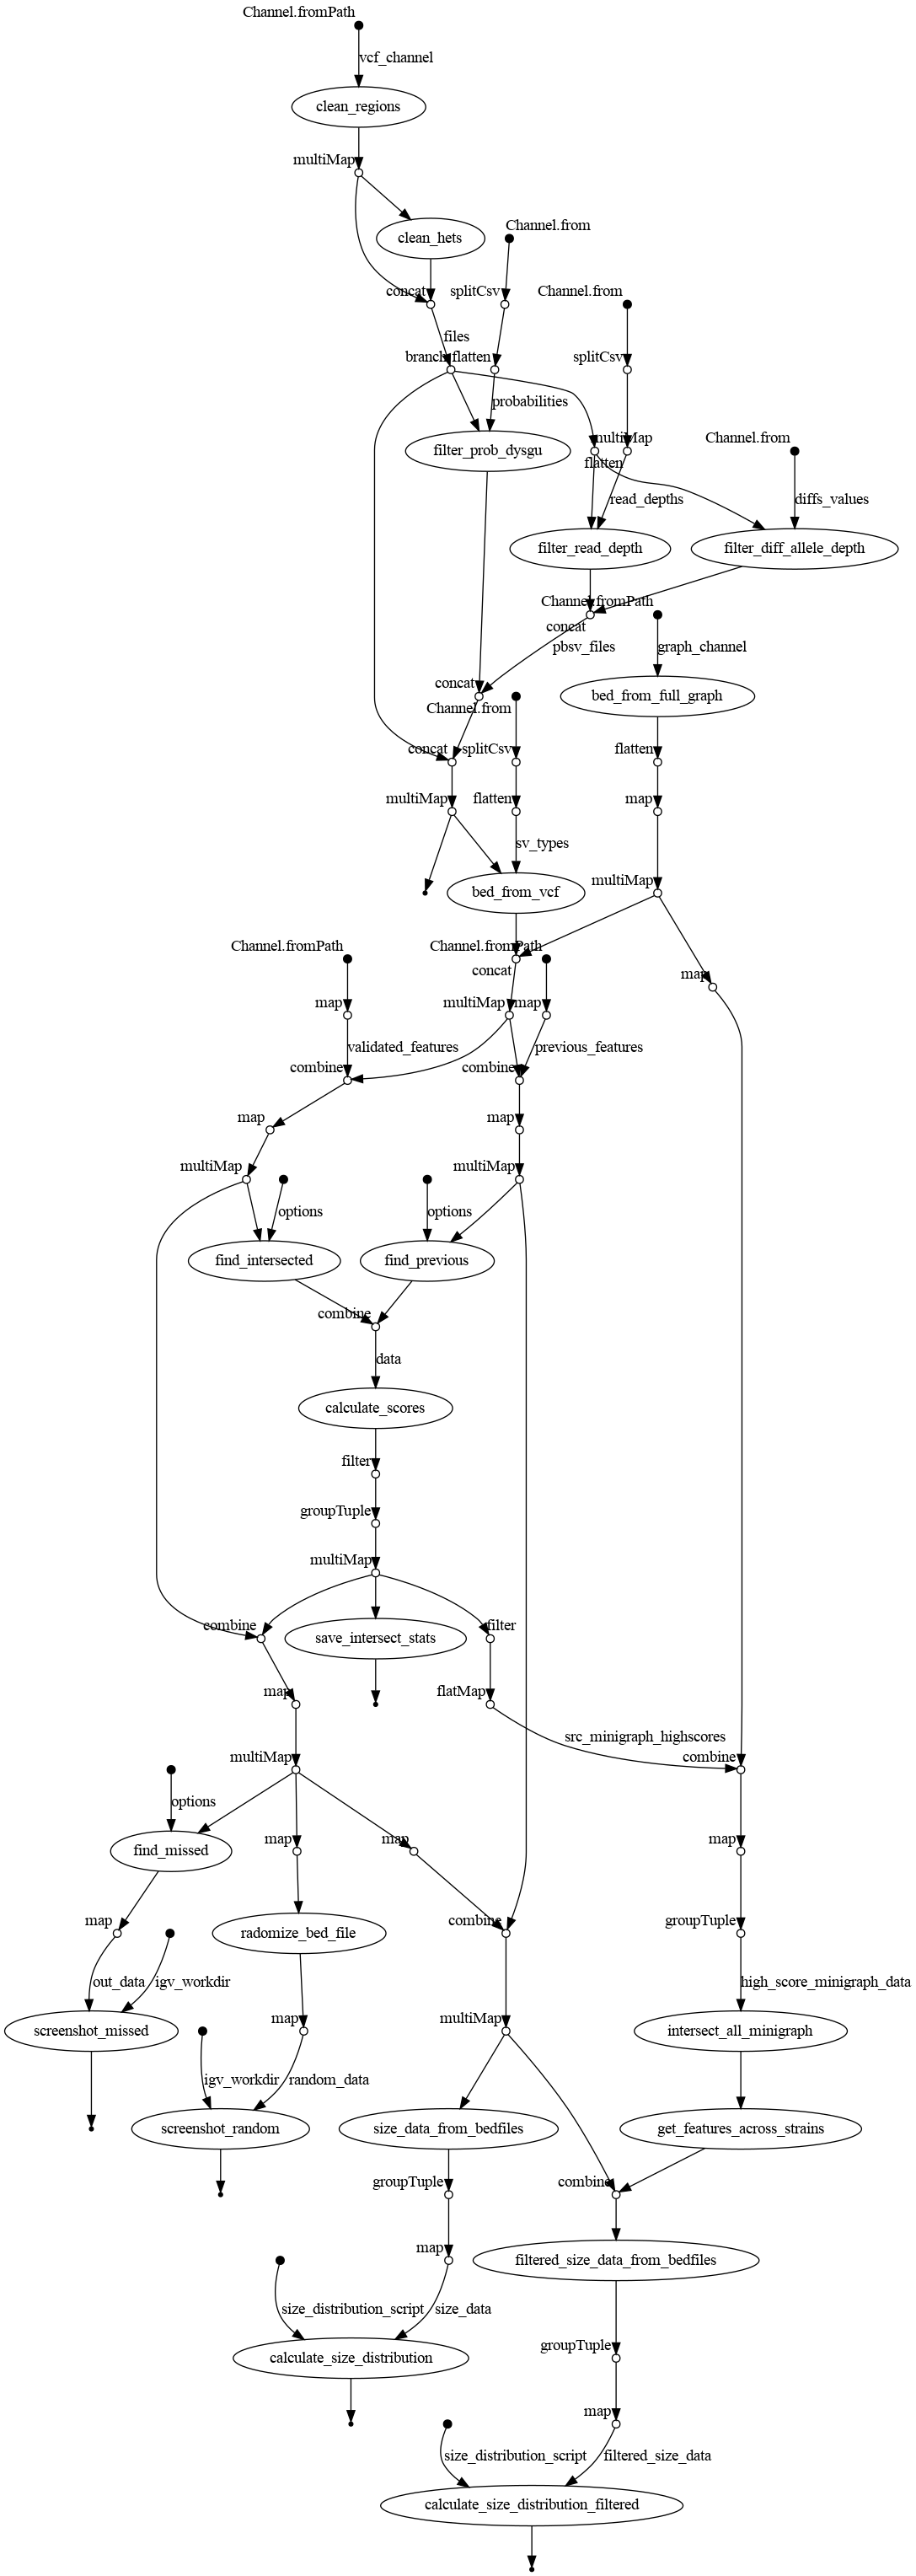 Channel.fromPath
vcf_channel
clean_regions
multiMap
clean_hets
Channel.from
concat
splitCsv
Channel.from
files
branch
flatten
splitCsv
probabilities
filter_prob_dysgu
multiMap
flatten
Channel.from
read_depths
diffs_values
filter_read_depth
filter_diff_allele_depth
Channel.fromPath
concat
pbsv_files
graph_channel
concat
bed_from_full_graph
Channel.from
concat
splitCsv
flatten
multiMap
flatten
map
sv_types
multiMap
bed_from_vcf
Channel.fromPath
Channel.fromPath
concat
map
map
multiMap
map
validated_features
previous_features
combine
combine
map
map
multiMap
multiMap
options
options
find_intersected
find_previous
combine
data
calculate_scores
filter
groupTuple
multiMap
combine
save_intersect_stats
filter
map
flatMap
src_minigraph_highscores
multiMap
combine
options
find_missed
map
map
map
map
combine
groupTuple
radomize_bed_file
out_data
igv_workdir
high_score_minigraph_data
screenshot_missed
map
multiMap
intersect_all_minigraph
igv_workdir
random_data
screenshot_random
size_data_from_bedfiles
get_features_across_strains
groupTuple
combine
map
filtered_size_data_from_bedfiles
size_distribution_script
size_data
groupTuple
calculate_size_distribution
map
size_distribution_script
filtered_size_data
calculate_size_distribution_filtered